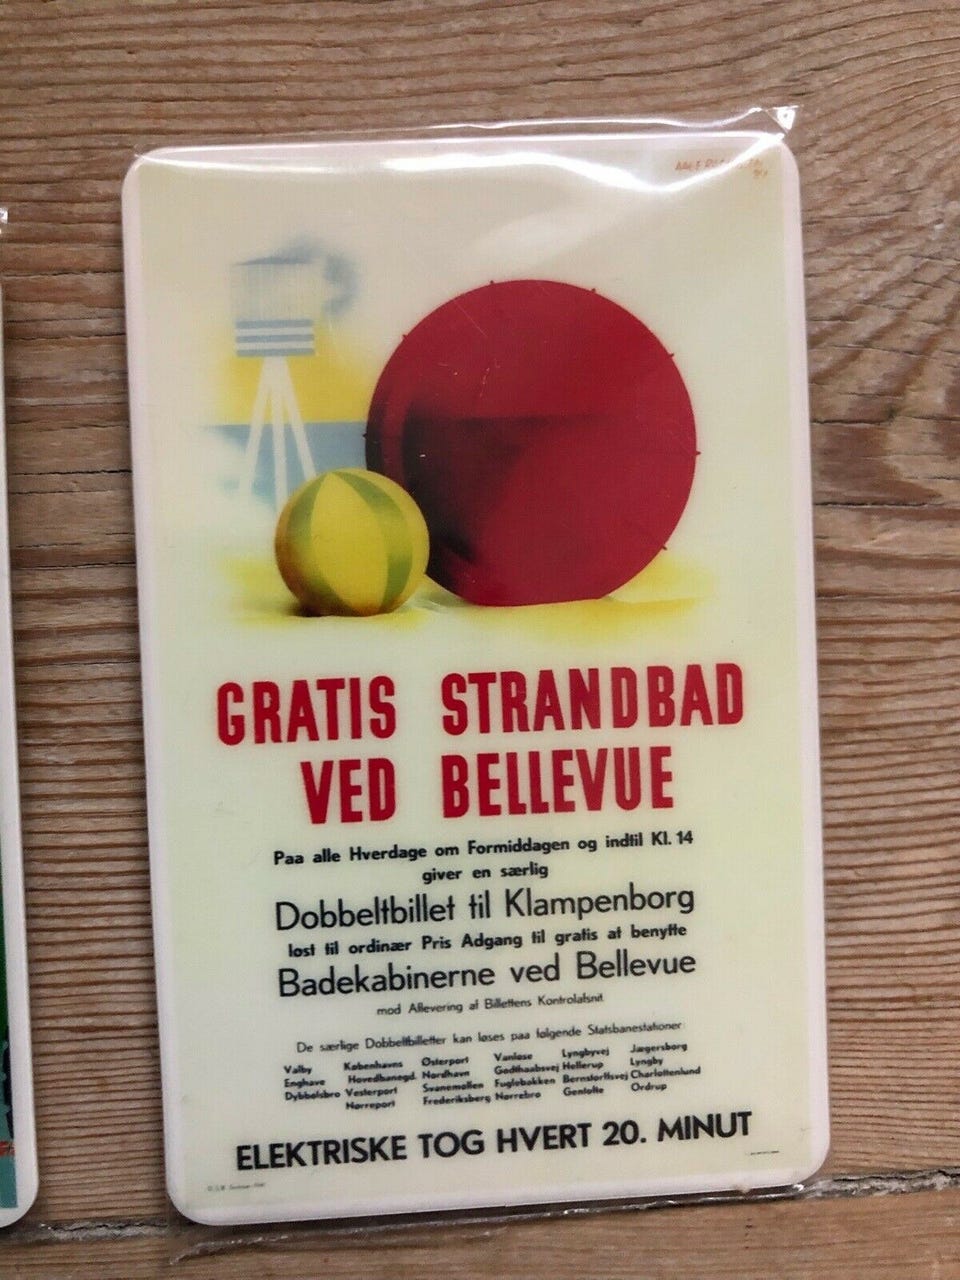 GRATIS STRANDBAD
VED BELLEVUE
Paa alle Hverdage om Formiddagen og indtil Kl. 14
giver en særlig
Dobbeltbillet til Klampenborg
løst til ordinær Pris Adgang til gratis at benytte
Badekabinerne ved Bellevue
mod Aflevering af Billettens Kontrolafsnit
De særlige Dobbeltbilletter kan løses paa følgende Statsbanestationer
Valby Københavns Østerport Vanløse Lyngbyvej Jægersborg
Enghave Hovedbanegd. Nordhavn Godthaabsvej Hellerup Lyngby
Dybbølsbro Vesterport Svanemøllen Fuglebakken Bernstorffsvej Charlottenlund
Nørreport Frederiksberg Nørrebro Gentofte Ordrup
ELEKTRISKE TOG HVERT 20. MINUT